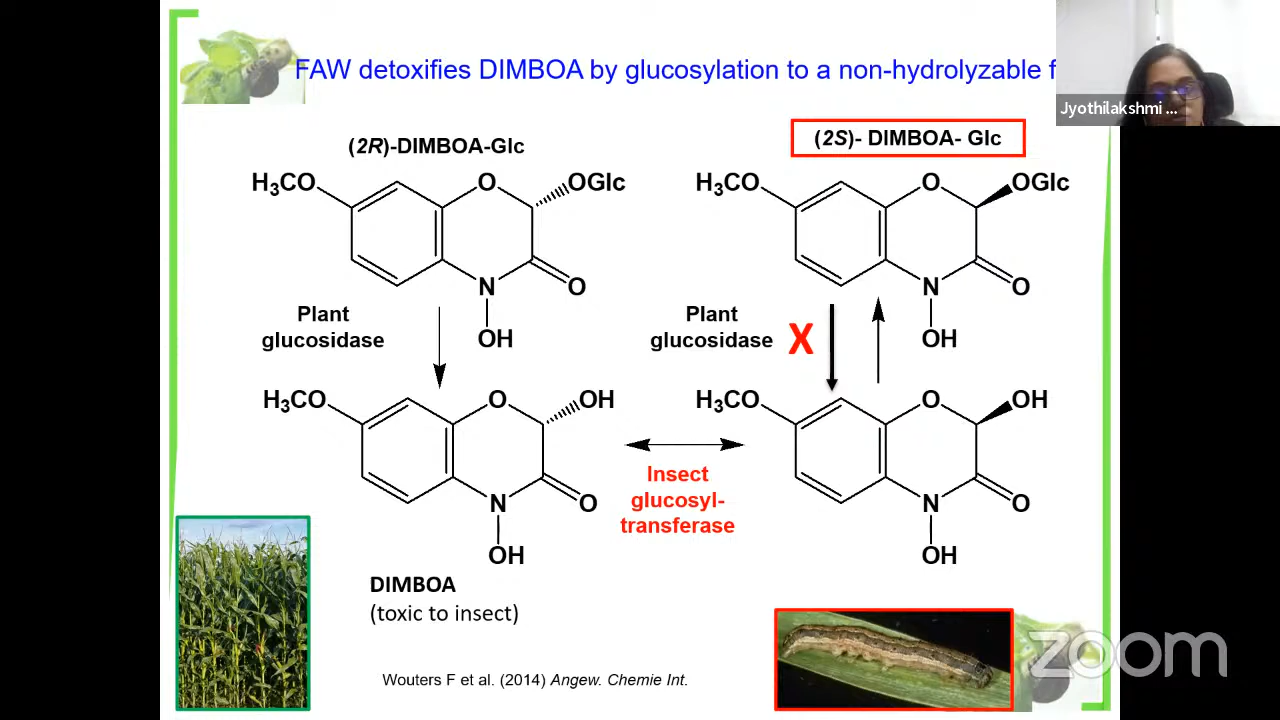 FAW detoxifies DIMBOA by glucosylation to a non-hydrolyzable f
Jyothilakshmi ...
(2R)-DIMBOA-Glc
(2S)- DIMBOA- Glc
H₃CO
O
OGlc
N
O
OH
H₃CO
O
OGlc
N
O
OH
Plant
glucosidase
Plant
glucosidase
X
H₃CO
O
OH
N
O
OH
H₃CO
O
OH
N
O
OH
Insect
glucosyl-
transferase
DIMBOA
(toxic to insect)
Wouters F et al. (2014) Angew. Chemie Int.
zoom